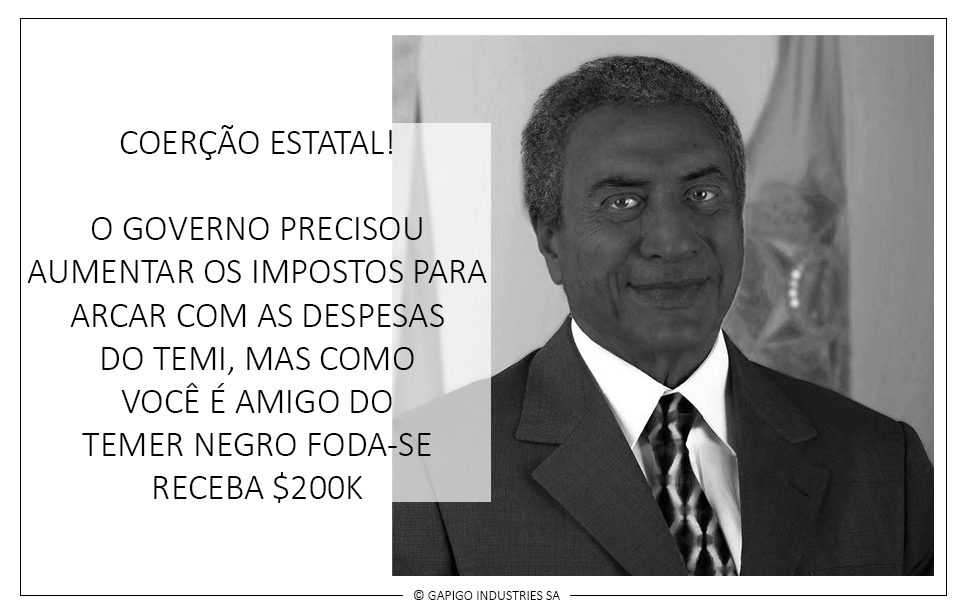 COERÇÃO ESTATAL!
O GOVERNO PRECISOU
AUMENTAR OS IMPOSTOS PARA
ARCAR COM AS DESPESAS
DO TEMI, MAS COMO
VOCÊ É AMIGO DO
TEMER NEGRO FODA-SE
RECEBA $200K
© GAPIGO INDUSTRIES SA